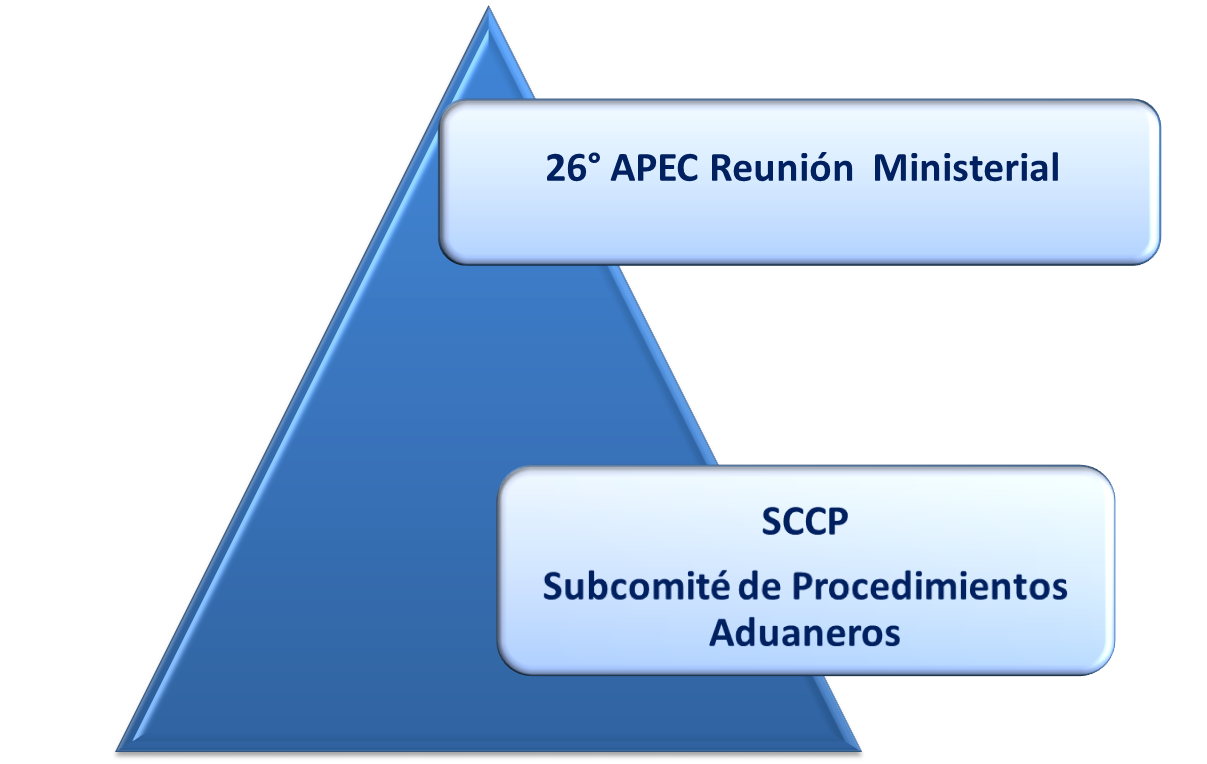 26° APEC Reunión  Ministerial
SCCP
Subcomité de Procedimientos
Aduaneros